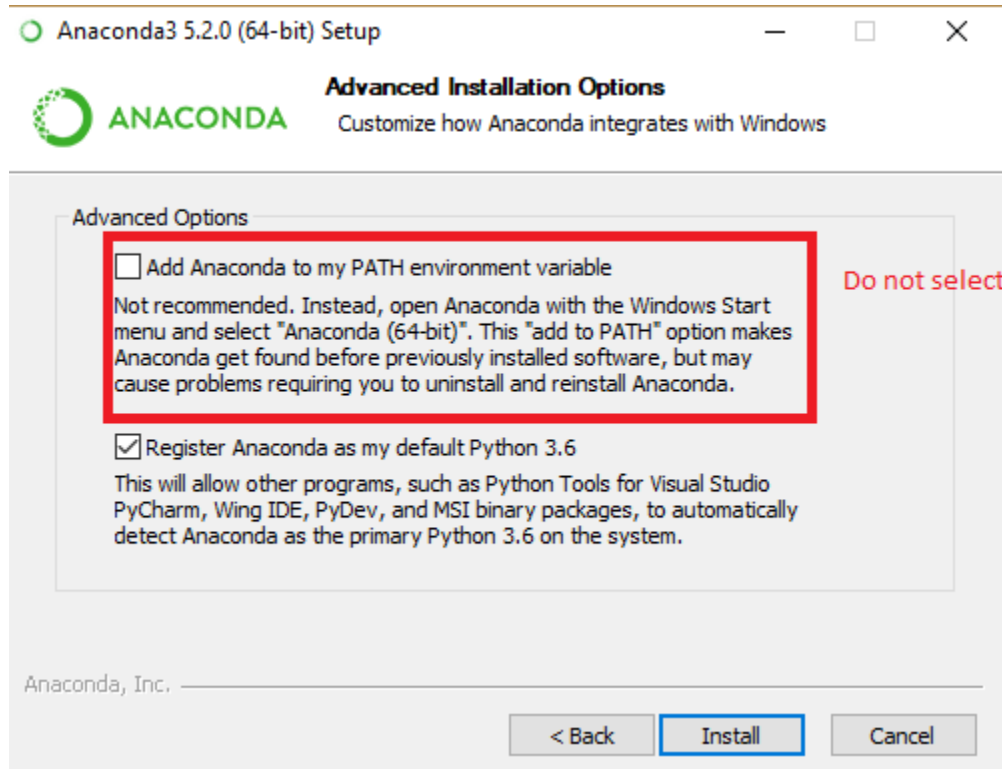 Anaconda3 5.2.0 (64-bit) Setup
ANACONDA
Advanced Installation Options
Customize how Anaconda integrates with Windows
Advanced Options
Add Anaconda to my PATH environment variable
Do not select
Not recommended. Instead, open Anaconda with the Windows Start
menu and select "Anaconda (64-bit)". This "add to PATH" option makes
Anaconda get found before previously installed software, but may
cause problems requiring you to uninstall and reinstall Anaconda.
Register Anaconda as my default Python 3.6
This will allow other programs, such as Python Tools for Visual Studio
PyCharm, Wing IDE, PyDev, and MSI binary packages, to automatically
detect Anaconda as the primary Python 3.6 on the system.
Anaconda, Inc.
< Back
Install
Cancel